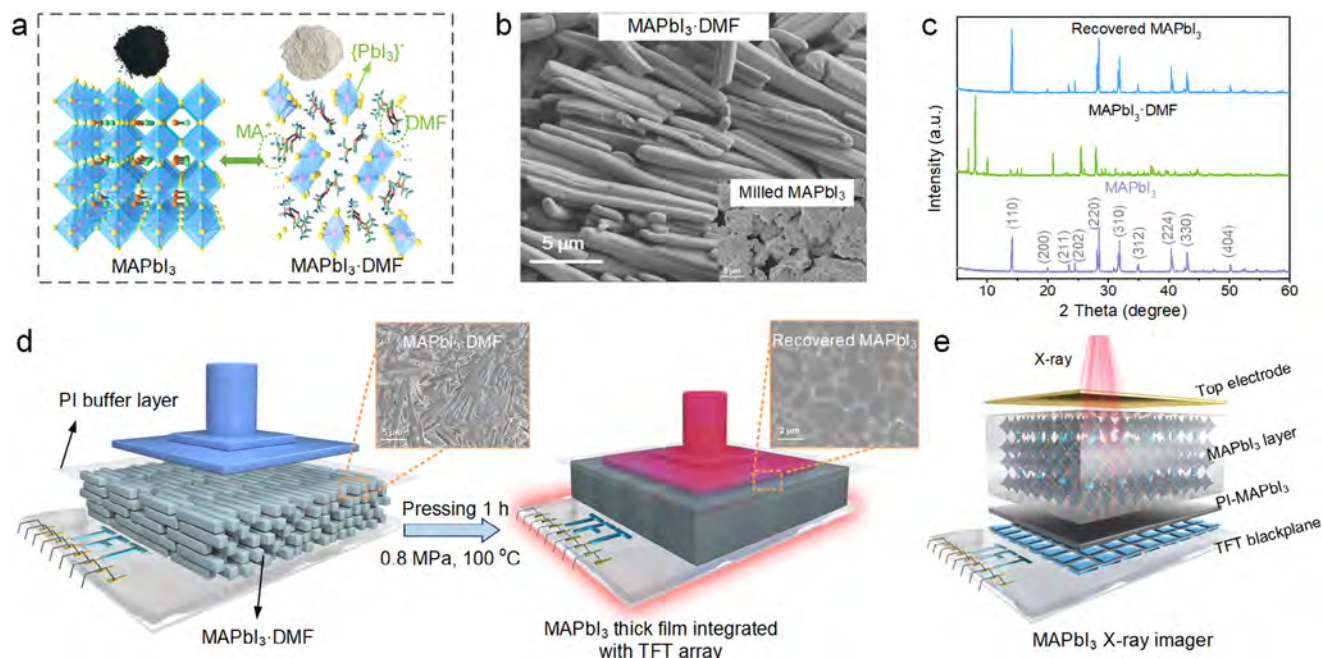 a
{PbI₃}⁻
MA⁺
DMF
MAPbI₃
MAPbI₃·DMF
b
MAPbI₃·DMF
Milled MAPbI₃
5 μm
5 μm
c
Recovered MAPbI₃
MAPbI₃·DMF
MAPbI₃
(110)
(200)
(211)
(202)
(220)
(310)
(312)
(224)
(330)
(404)
Intensity (a.u.)
10 20 30 40 50 60
2 Theta (degree)
d
PI buffer layer
MAPbI₃·DMF
5 μm
Pressing 1 h
0.8 MPa, 100 °C
MAPbI₃·DMF
Recovered MAPbI₃
2 μm
MAPbI₃ thick film integrated
with TFT array
e
X-ray
Top electrode
MAPbI₃ layer
PI-MAPbI₃
TFT blackplane
MAPbI₃ X-ray imager